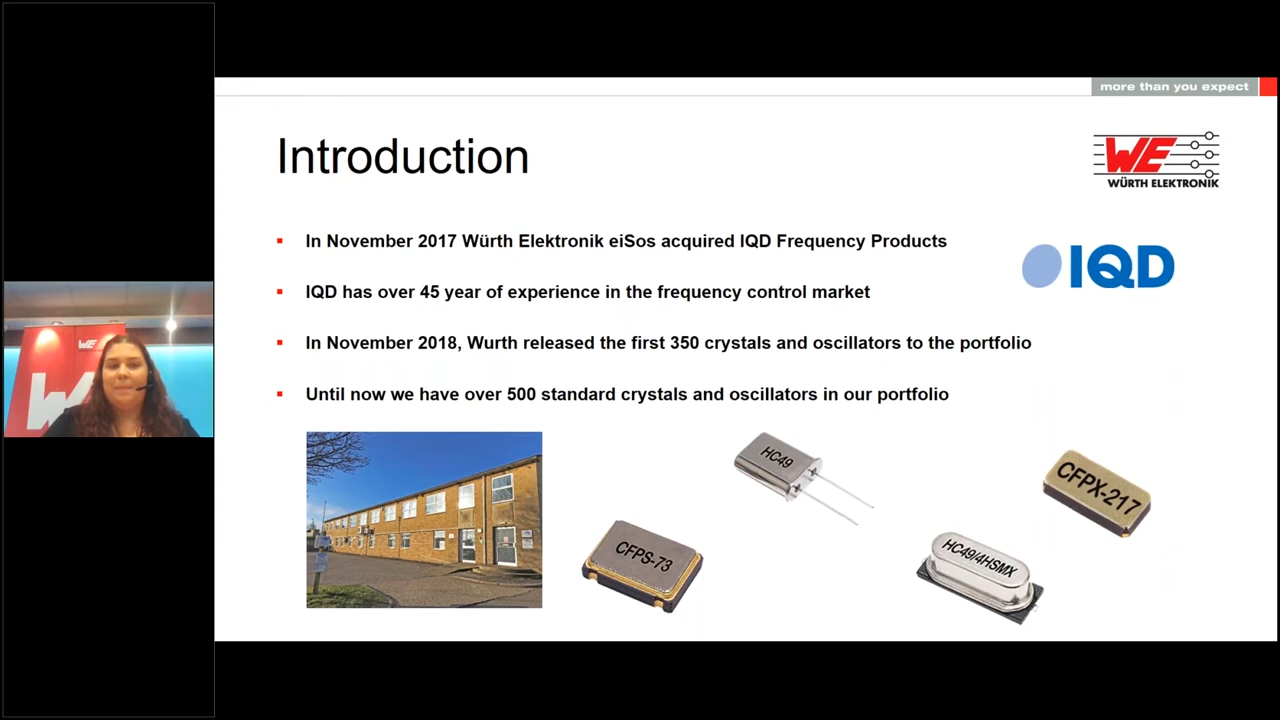 more than you expect
Introduction
WE
WÜRTH ELEKTRONIK
In November 2017 Würth Elektronik eiSos acquired IQD Frequency Products
IQD
IQD has over 45 year of experience in the frequency control market
In November 2018, Wurth released the first 350 crystals and oscillators to the portfolio
Until now we have over 500 standard crystals and oscillators in our portfolio
WE
W
HC49
CFPX-217
CFPS-73
HC49/4HSMX